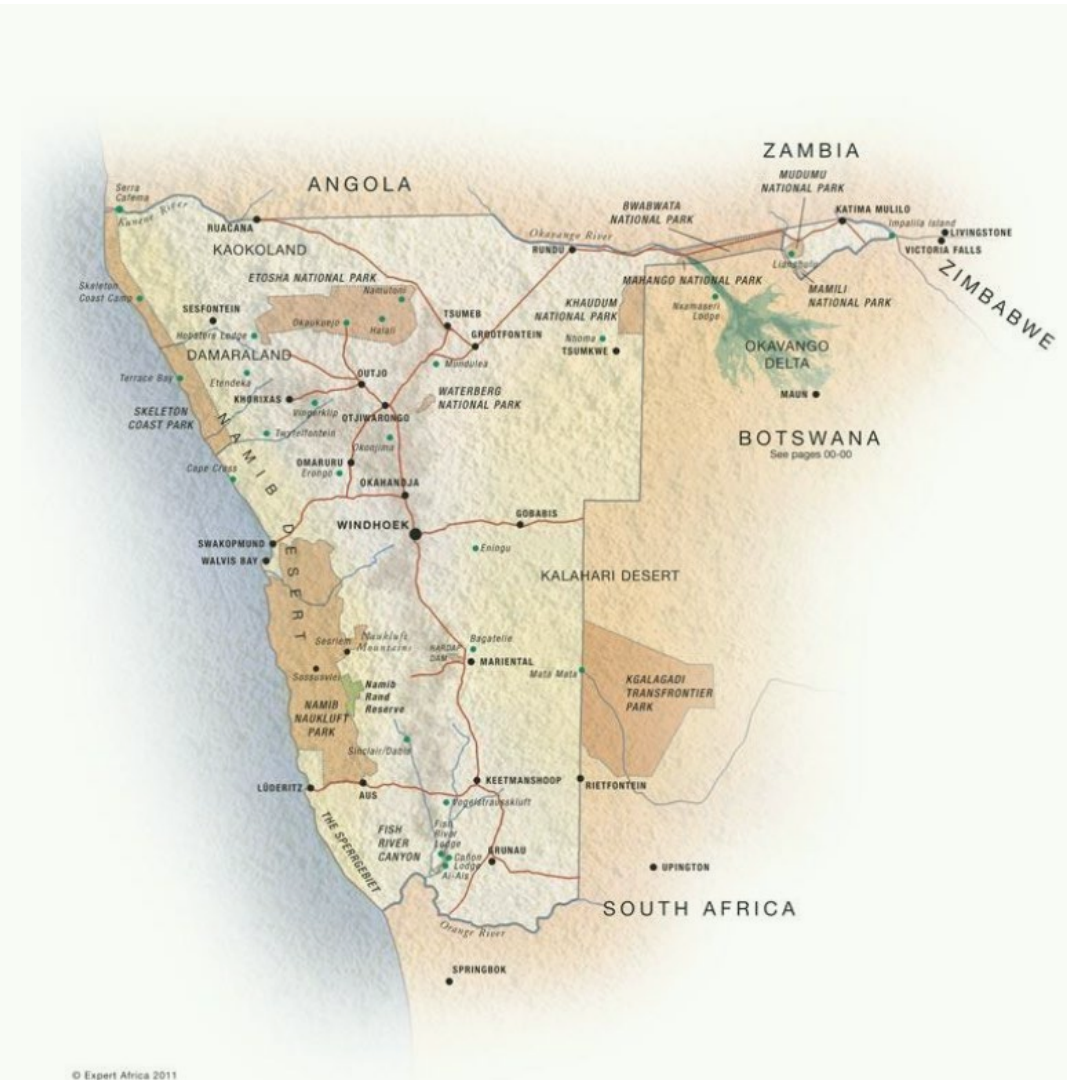 ZAMBIA
MUDUMU
NATIONAL PARK
ANGOLA
Serra
Cafema
Kunene River
BWABWATA
NATIONAL PARK
KATIMA MULILO
Impalila Island
LIVINGSTONE
VICTORIA FALLS
RUACANA
KAOKOLAND
Okavango River
RUNDU
Lianshulu
ZIMBABWE
ETOSHA NATIONAL PARK
MAHANGO NATIONAL PARK
MAMILI
NATIONAL PARK
Skeleton
Coast Camp
Namutoni
Nxamaseri
Lodge
KHAUDUM
NATIONAL PARK
SESFONTEIN
Okaukuejo
Halali
TSUMEB
Hobatere Lodge
GROOTFONTEIN
Nhoma
TSUMKWE
OKAVANGO
DELTA
DAMARALAND
Mundulea
Terrace Bay
Etendeka
OUTJO
MAUN
KHORIXAS
WATERBERG
NATIONAL PARK
SKELETON
COAST PARK
Vingerklip
OTJIWARONGO
NAMIB DESERT
Twyfelfontein
BOTSWANA
See pages 00-00
Okonjima
Cape Cross
OMARURU
Erongo
OKAHANDJA
GOBABIS
WINDHOEK
SWAKOPMUND
WALVIS BAY
Eningu
KALAHARI DESERT
Sesriem
Naukluft
Mountains
HARDAP
DAM
Bagatelle
MARIENTAL
Mata Mata
Sossusvlei
Namib
Rand
Reserve
KGALAGADI
TRANSFRONTIER
PARK
NAMIB
NAUKLUFT
PARK
Sinclair/Dabis
LÜDERITZ
AUS
KEETMANSHOOP
RIETFONTEIN
Vogelstrausskluft
THE SPERRGEBIET
FISH
RIVER
CANYON
Fish
River
Lodge
Cañon
Lodge
Ai-Ais
GRUNAU
UPINGTON
SOUTH AFRICA
Orange River
SPRINGBOK
© Expert Africa 2011